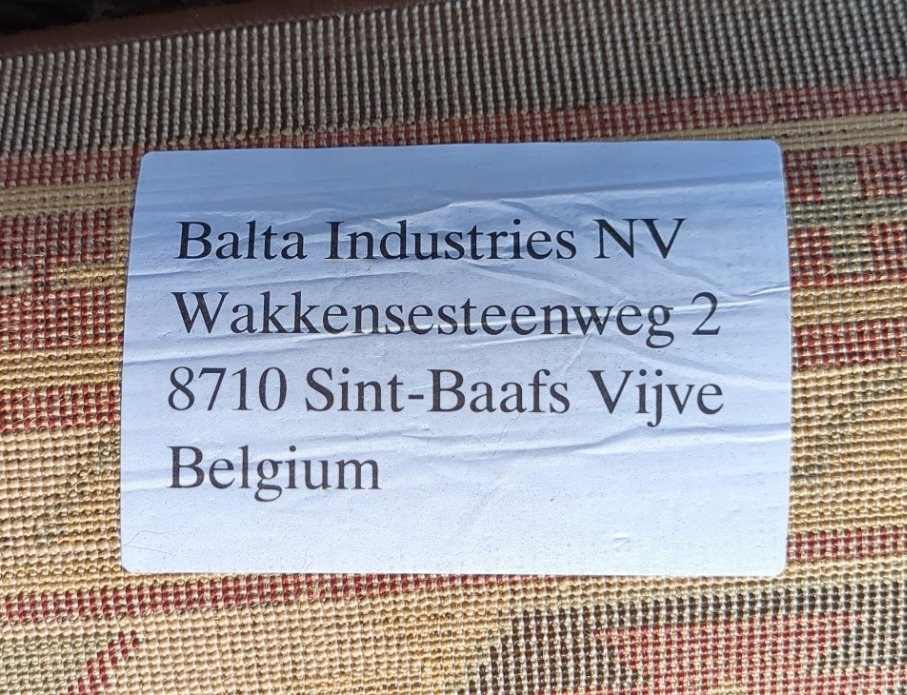 Balta Industries NV
Wakkensesteenweg 2
8710 Sint-Baafs Vijve
Belgium